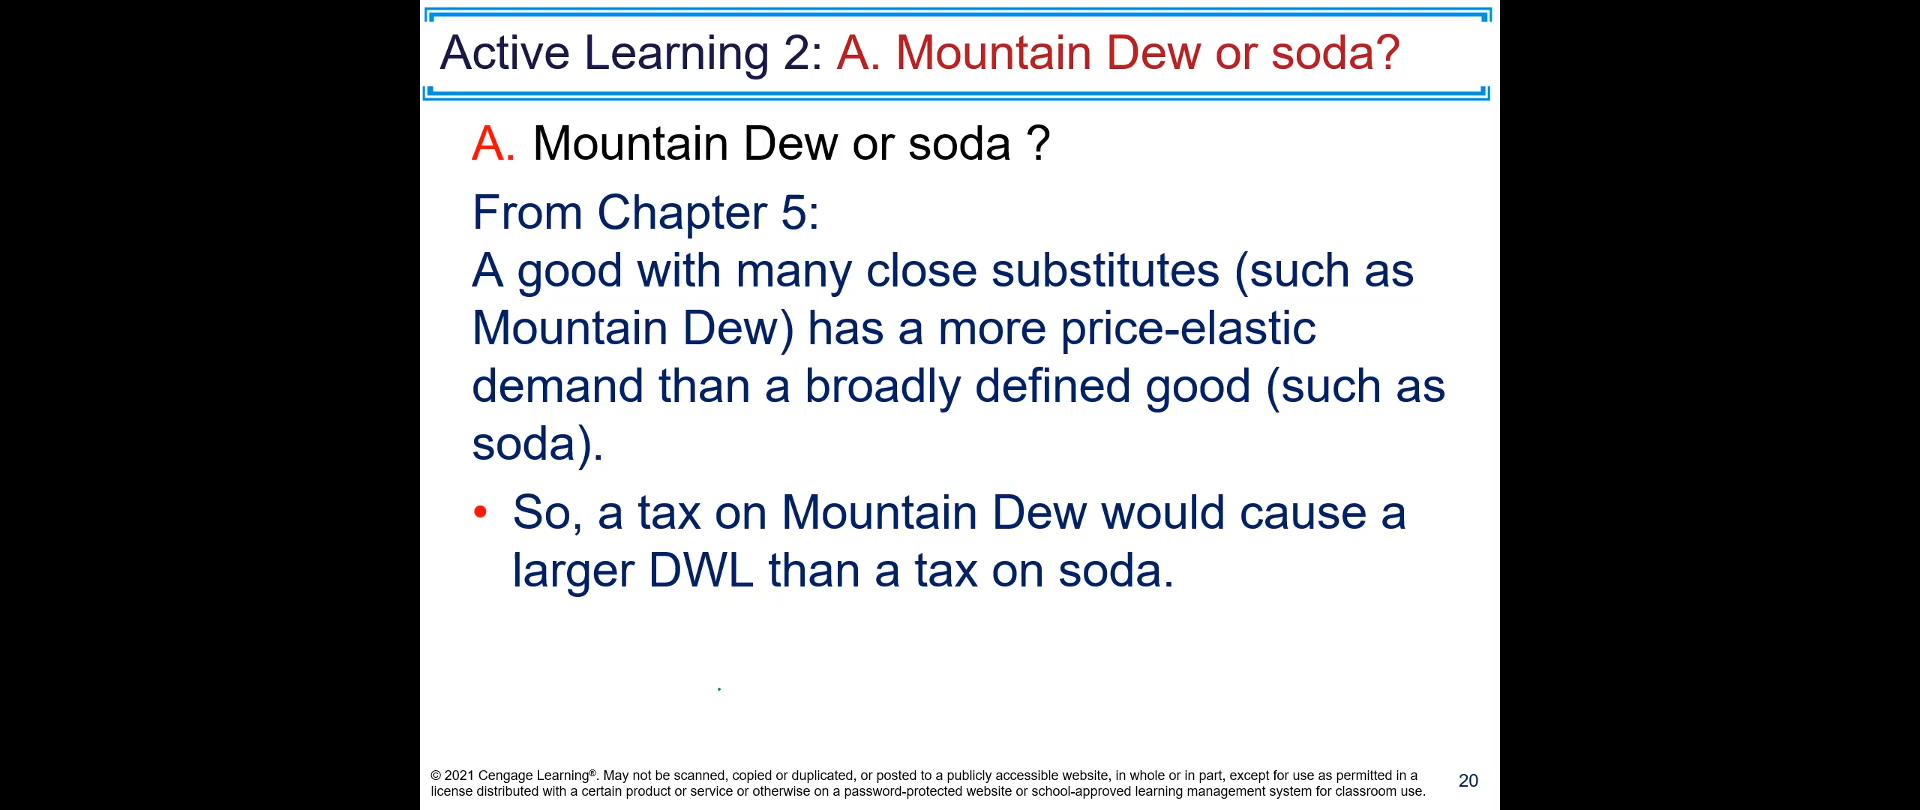 Active Learning 2: A. Mountain Dew or soda?
A. Mountain Dew or soda ?
From Chapter 5:
A good with many close substitutes (such as
Mountain Dew) has a more price-elastic
demand than a broadly defined good (such as
soda).
• So, a tax on Mountain Dew would cause a
larger DWL than a tax on soda.
© 2021 Cengage Learning®. May not be scanned, copied or duplicated, or posted to a publicly accessible website, in whole or in part, except for use as permitted in a
license distributed with a certain product or service or otherwise on a password-protected website or school-approved learning management system for classroom use.
20